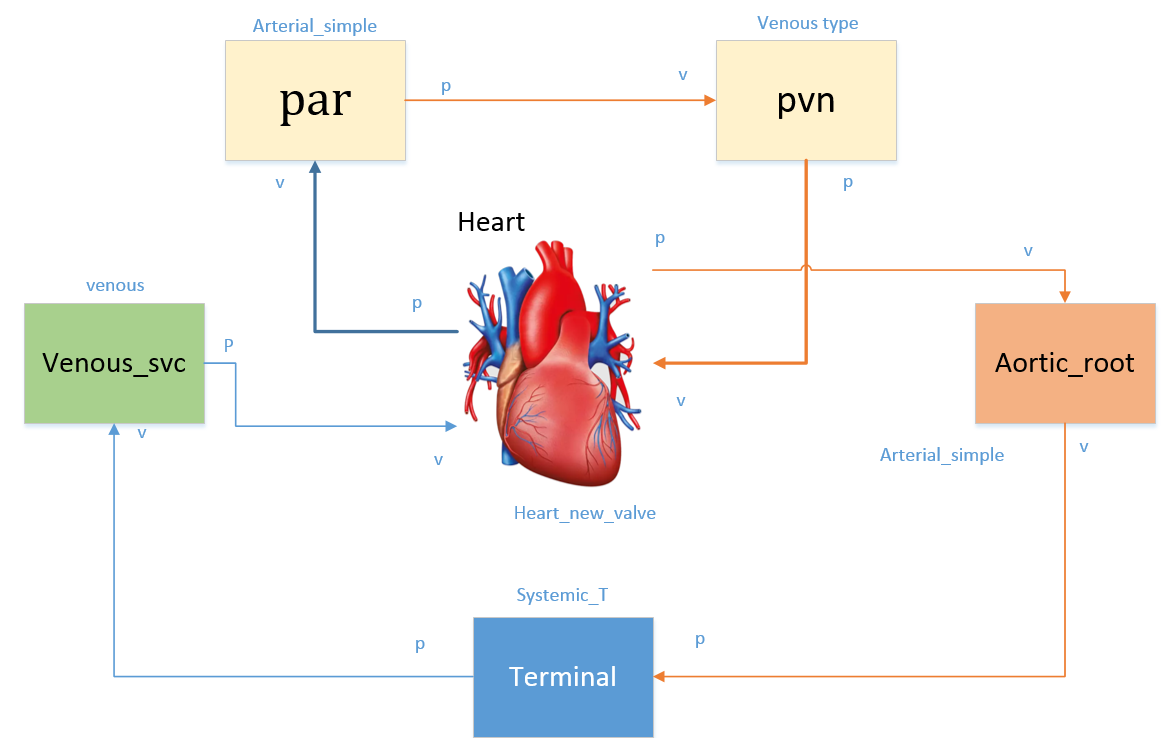 Arterial_simple
Venous type
par
p
v
pvn
v
p
Heart
p
v
venous
p
Venous_svc
P
Aortic_root
v
v
v
v
Arterial_simple
Heart_new_valve
Systemic_T
p
p
Terminal